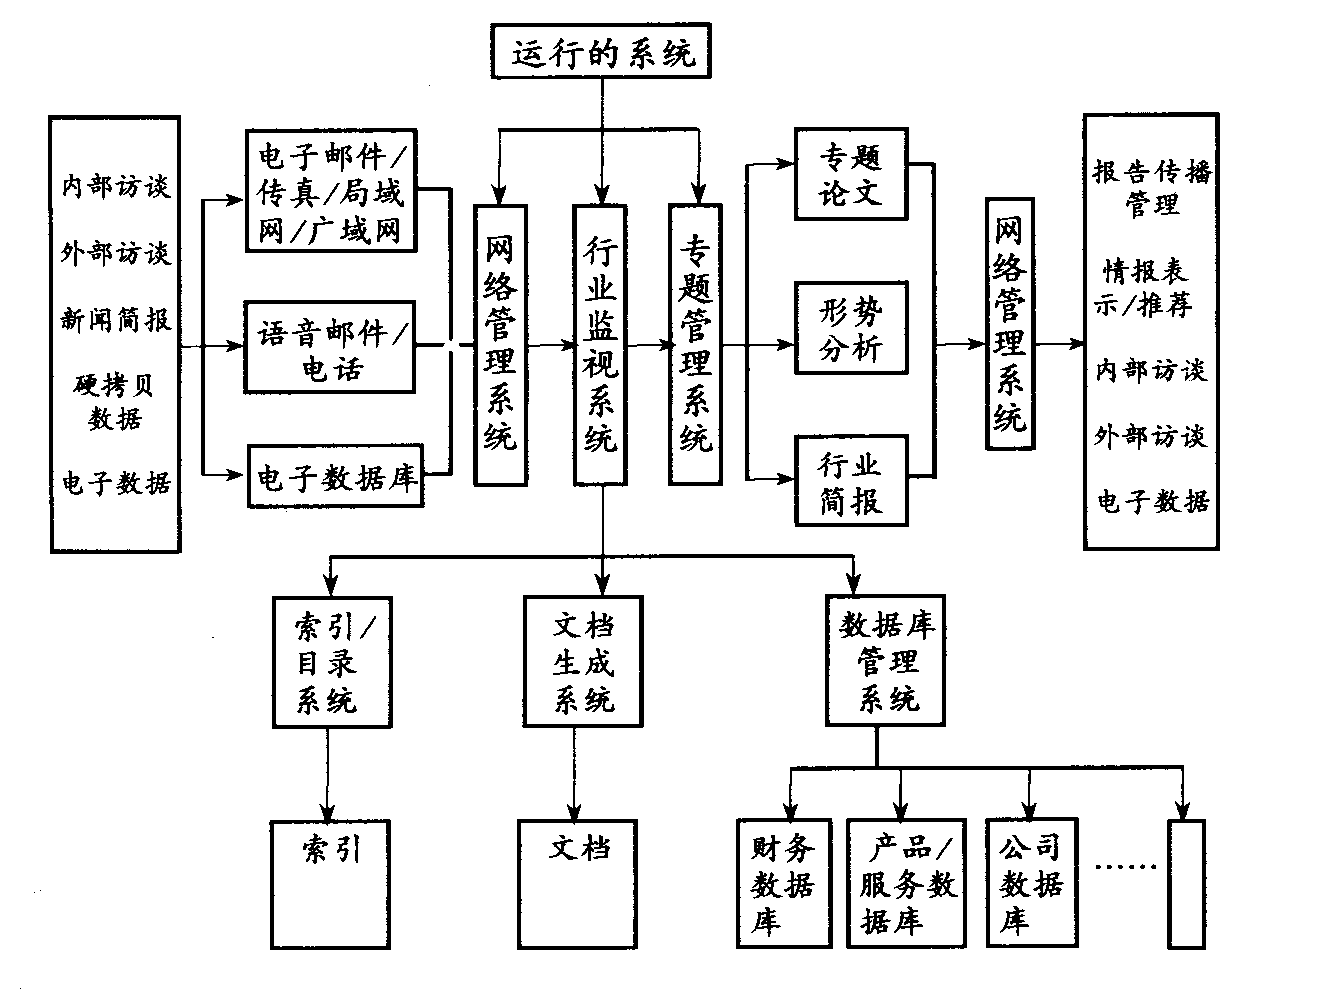 运行的系统
内部访谈
外部访谈
新闻简报
硬拷贝
数据
电子数据
电子邮件/
传真/局域
网/广域网
语音邮件/
电话
电子数据库
网络管理系统
行业监视系统
专题管理系统
专题
论文
形势
分析
行业
简报
网络管理系统
报告传播
管理
情报表
示/推荐
内部访谈
外部访谈
电子数据
索引/
目录
系统
文档
生成
系统
数据库
管理
系统
索引
文档
财务
数据
库
产品/
服务数
据库
公司
数据
库
……